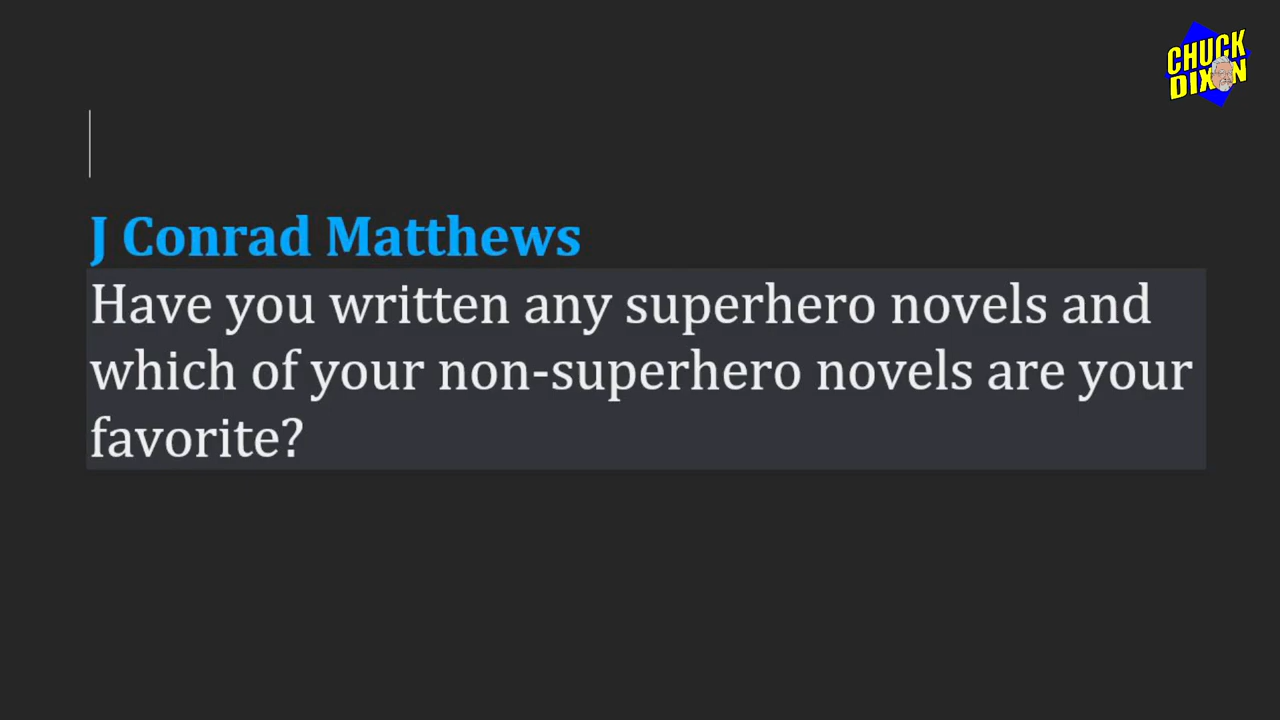 CHUCK
DIXON
J Conrad Matthews
Have you written any superhero novels and
which of your non-superhero novels are your
favorite?